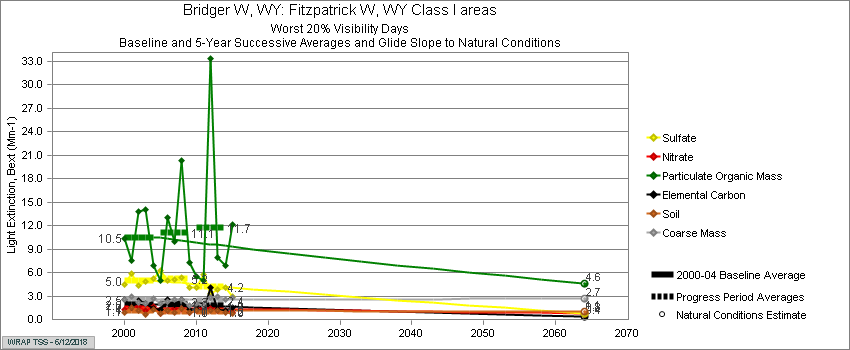 Bridger W, WY: Fitzpatrick W, WY Class I areas
Worst 20% Visibility Days
Baseline and 5-Year Successive Averages and Glide Slope to Natural Conditions
Light Extinction, Bext (Mm-1)
33.0
30.0
27.0
24.0
21.0
18.0
15.0
12.0
9.0
6.0
3.0
0.0
10.5
11.1
11.7
5.0
4.2
4.6
2.7
2000
2010
2020
2030
2040
2050
2060
2070
Sulfate
Nitrate
Particulate Organic Mass
Elemental Carbon
Soil
Coarse Mass
2000-04 Baseline Average
Progress Period Averages
Natural Conditions Estimate
WRAP TSS - 6/12/2018